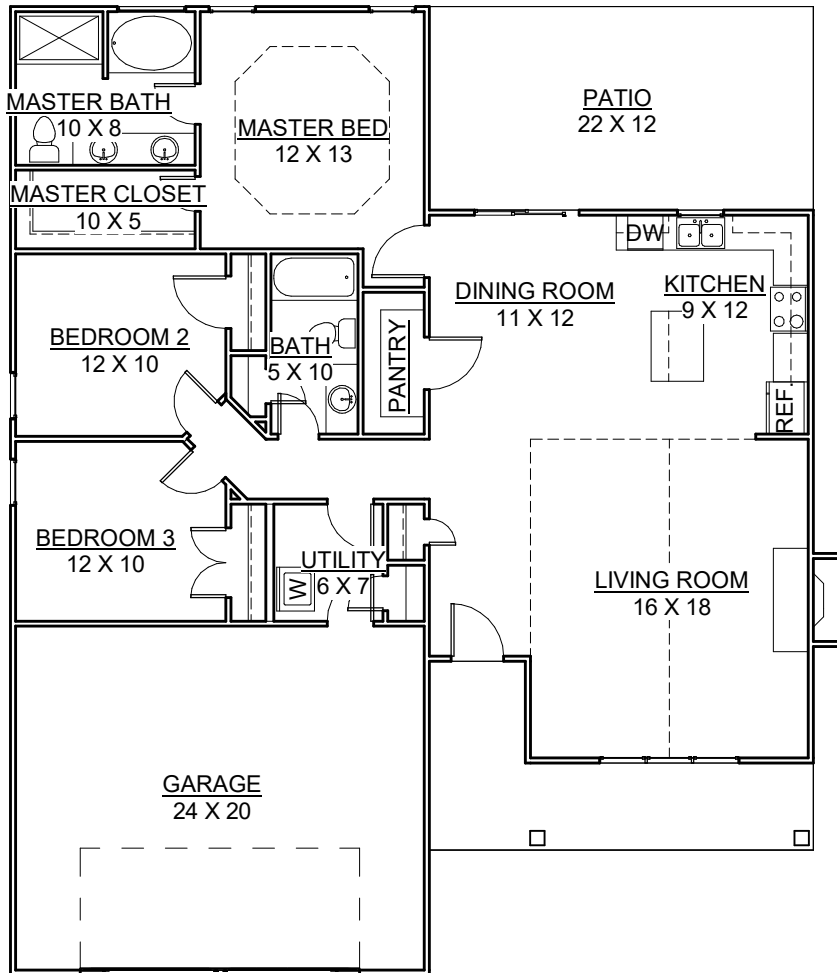 MASTER BATH
10 X 8
MASTER BED
12 X 13
PATIO
22 X 12
MASTER CLOSET
10 X 5
DW
KITCHEN
9 X 12
DINING ROOM
11 X 12
BEDROOM 2
12 X 10
BATH
5 X 10
PANTRY
REF.
BEDROOM 3
12 X 10
UTILITY
6 X 7
W
LIVING ROOM
16 X 18
GARAGE
24 X 20